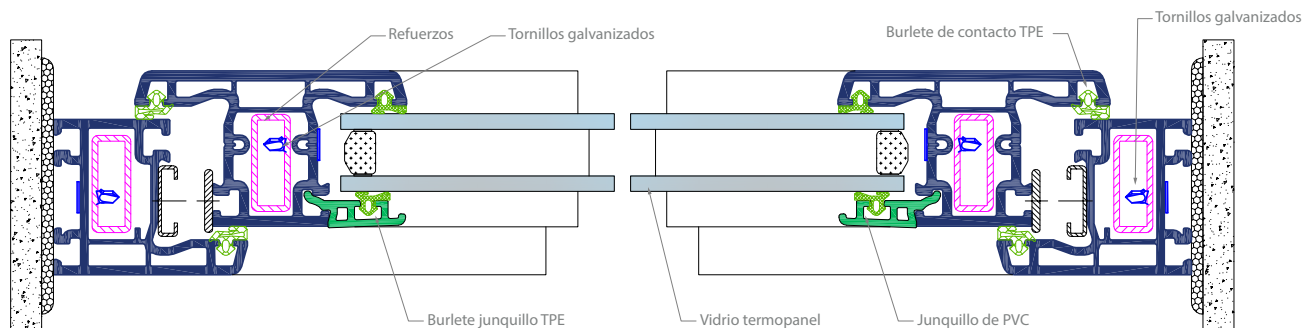 Tornillos galvanizados
Burlete de contacto TPE
Refuerzos
Tornillos galvanizados
Burlete junquillo TPE
Vidrio termopanel
Junquillo de PVC